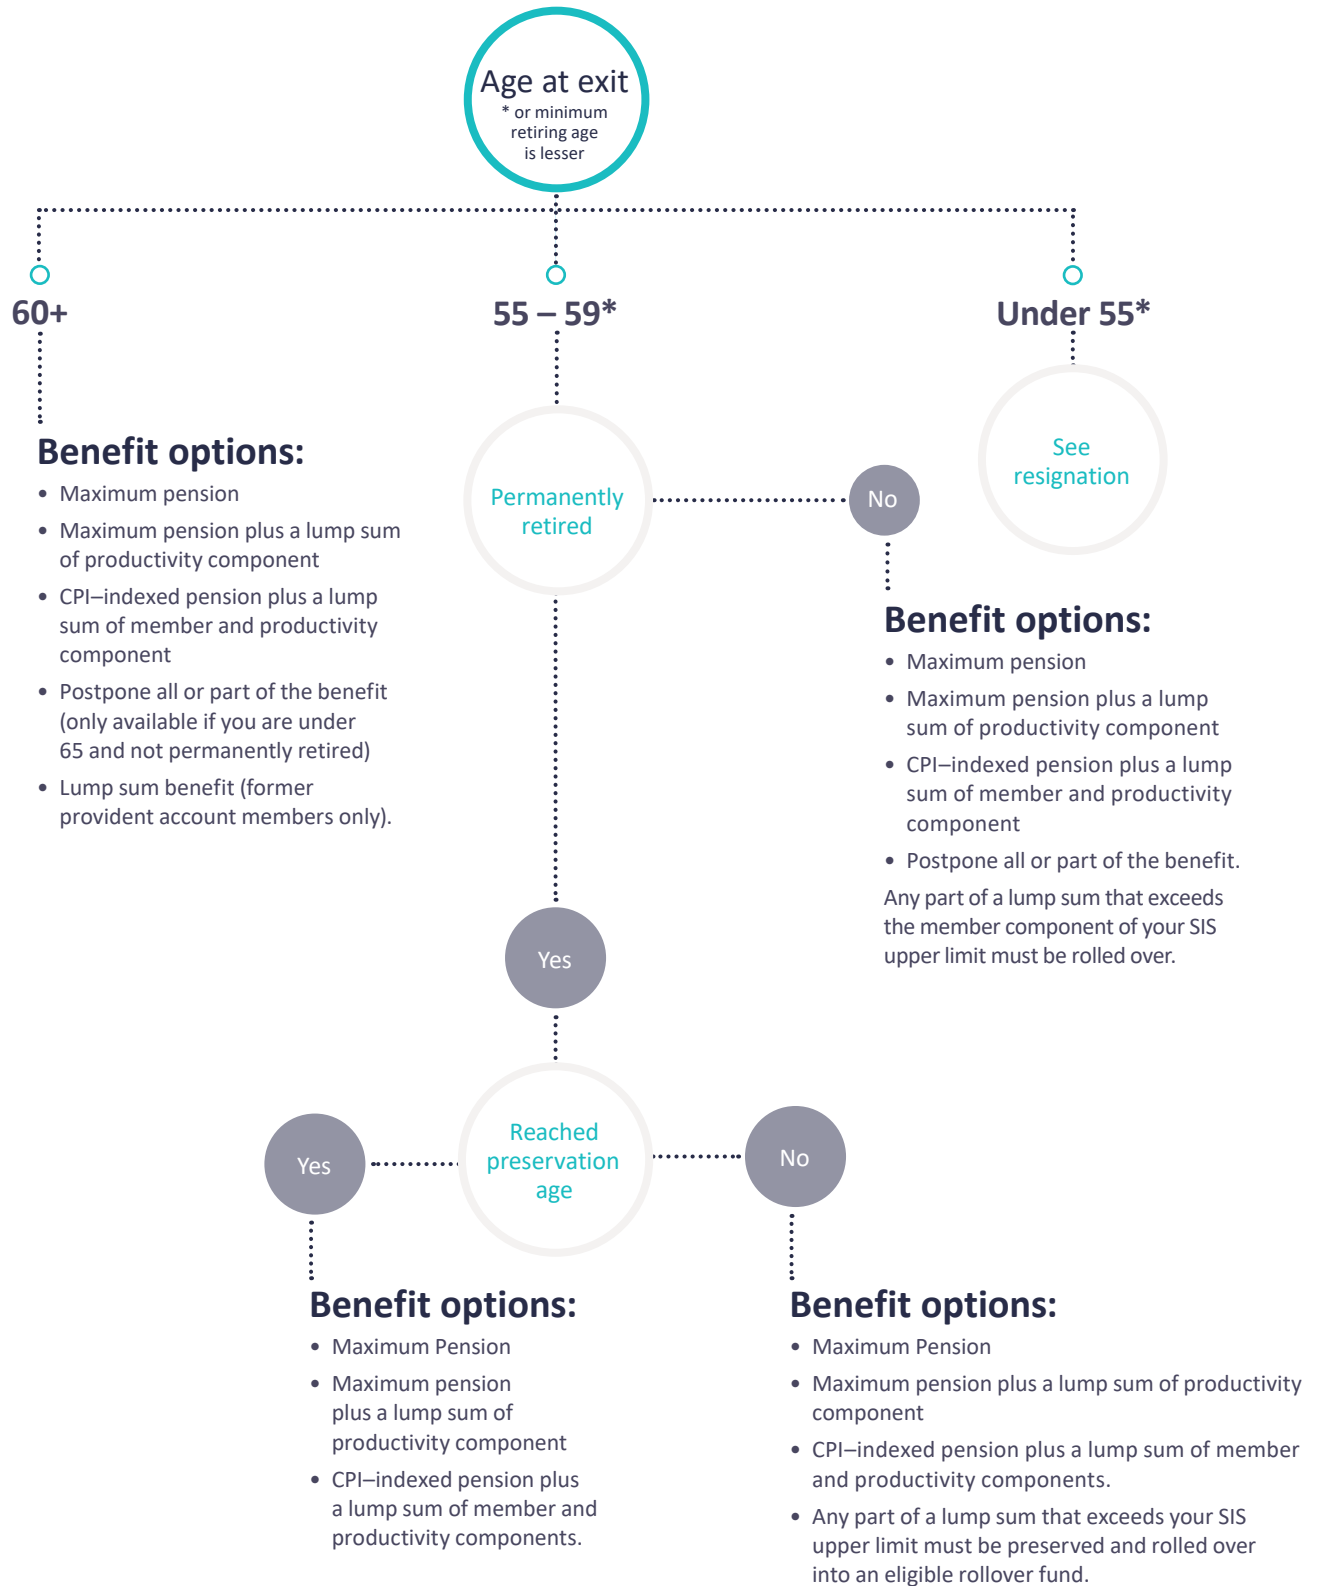 Age at exit
* or minimum
retiring age
is lesser
60+
55 – 59*
Under 55*
Benefit options:
• Maximum pension
• Maximum pension plus a lump sum
of productivity component
• CPI–indexed pension plus a lump
sum of member and productivity
component
• Postpone all or part of the benefit
(only available if you are under
65 and not permanently retired)
• Lump sum benefit (former
provident account members only).
Permanently
retired
No
See
resignation
Benefit options:
• Maximum pension
• Maximum pension plus a lump
sum of productivity component
• CPI–indexed pension plus a lump
sum of member and productivity
component
• Postpone all or part of the benefit.
Any part of a lump sum that exceeds
the member component of your SIS
upper limit must be rolled over.
Yes
Reached
preservation
age
Yes
No
Benefit options:
• Maximum Pension
• Maximum pension
plus a lump sum of
productivity component
• CPI–indexed pension plus
a lump sum of member and
productivity components.
Benefit options:
• Maximum Pension
• Maximum pension plus a lump sum of productivity
component
• CPI–indexed pension plus a lump sum of member
and productivity components.
• Any part of a lump sum that exceeds your SIS
upper limit must be preserved and rolled over
into an eligible rollover fund.